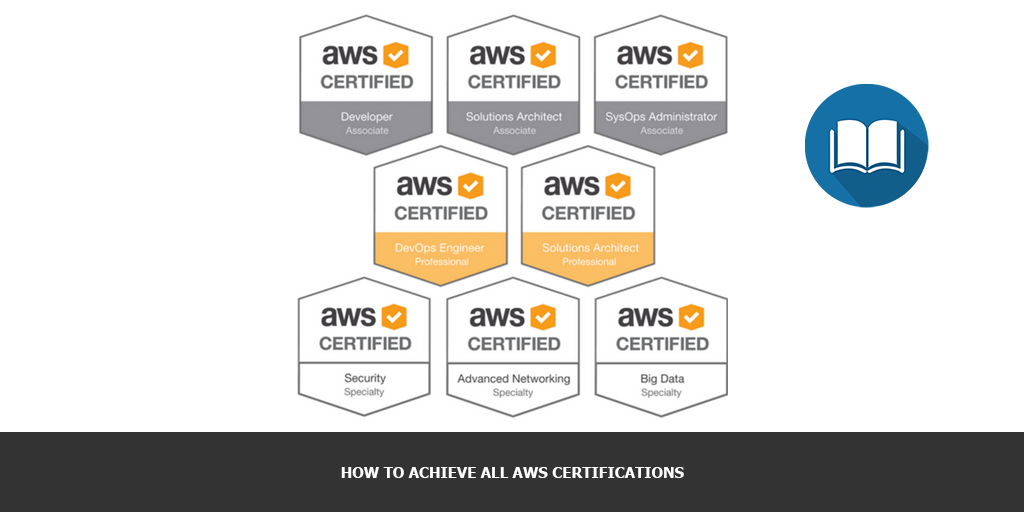 aws
CERTIFIED
Developer
Associate
aws
CERTIFIED
Solutions Architect
Associate
aws
CERTIFIED
SysOps Administrator
Associate
aws
CERTIFIED
DevOps Engineer
Professional
aws
CERTIFIED
Solutions Architect
Professional
aws
CERTIFIED
Security
Specialty
aws
CERTIFIED
Advanced Networking
Specialty
aws
CERTIFIED
Big Data
Specialty
HOW TO ACHIEVE ALL AWS CERTIFICATIONS